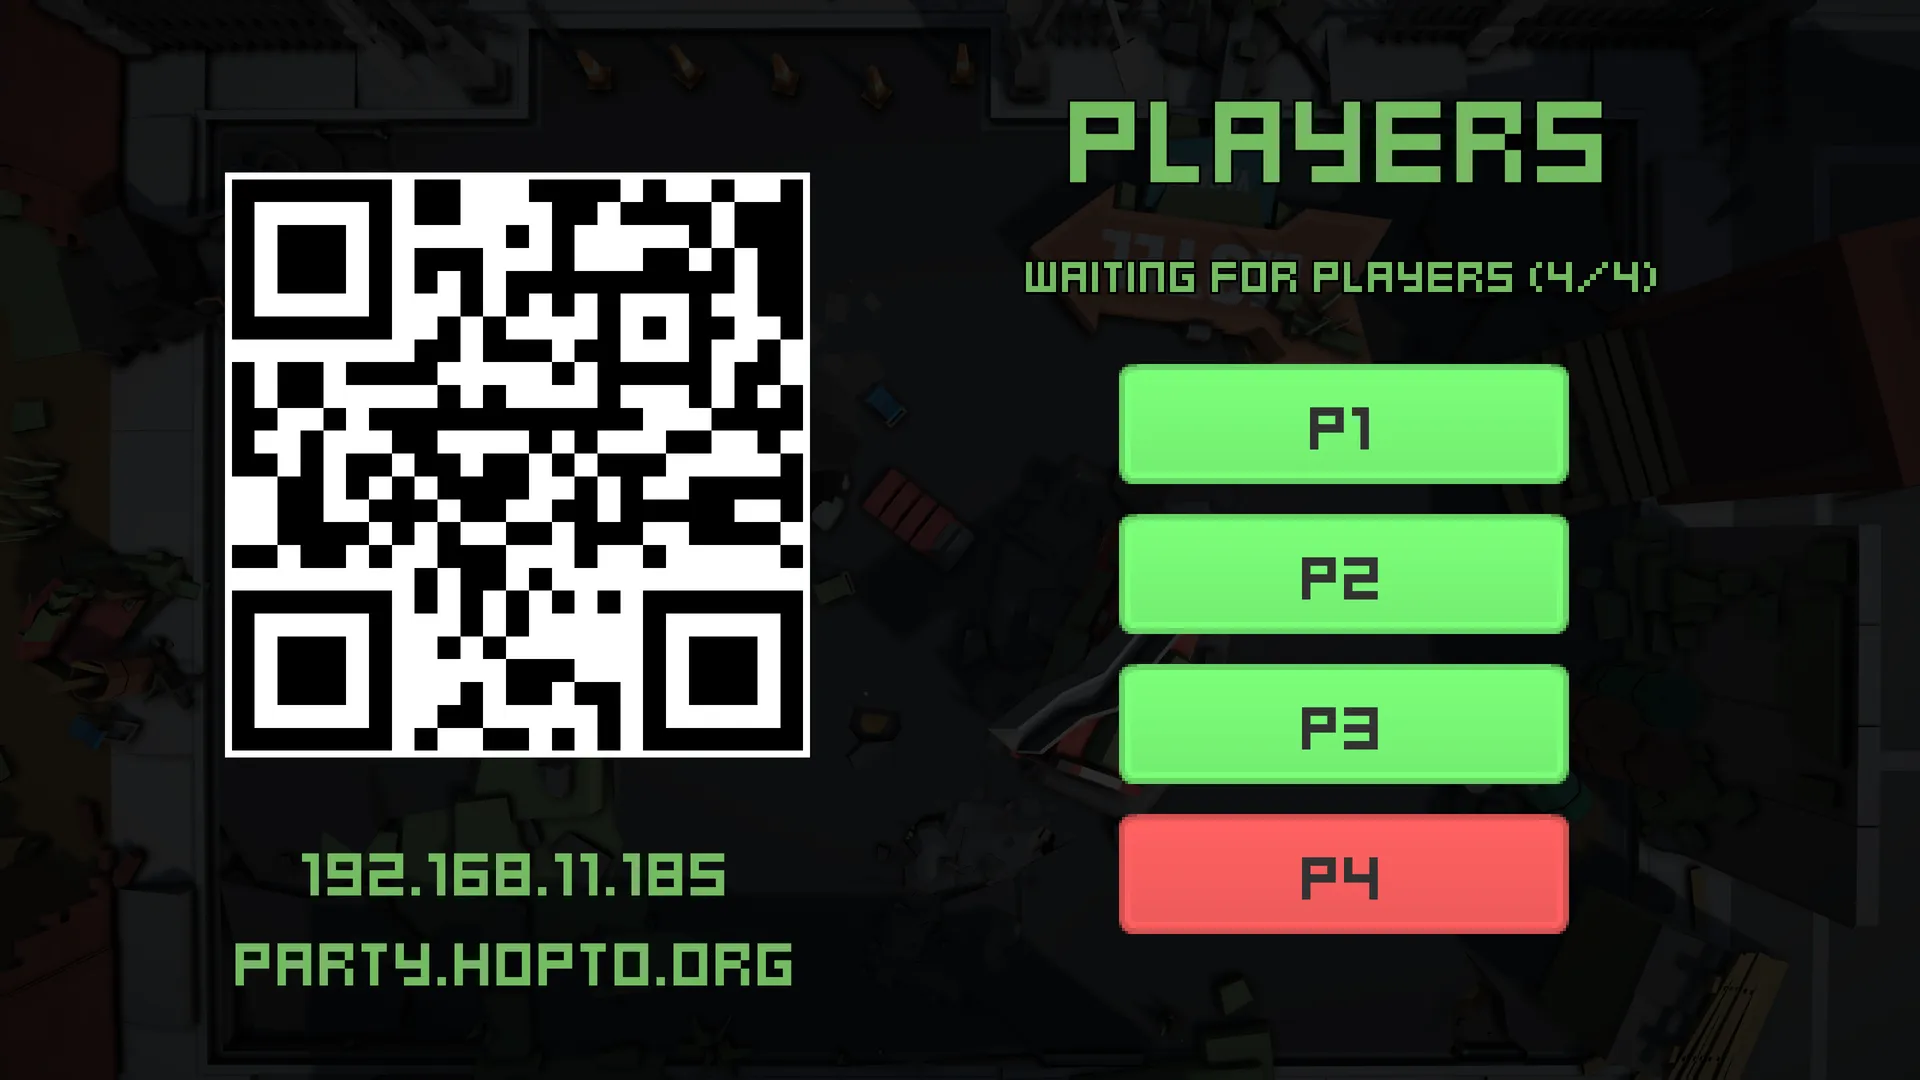 PLAYERS
WAITING FOR PLAYERS (4/4)
P1
P2
P3
P4
192.168.11.185
PARTY.HOPTO.ORG